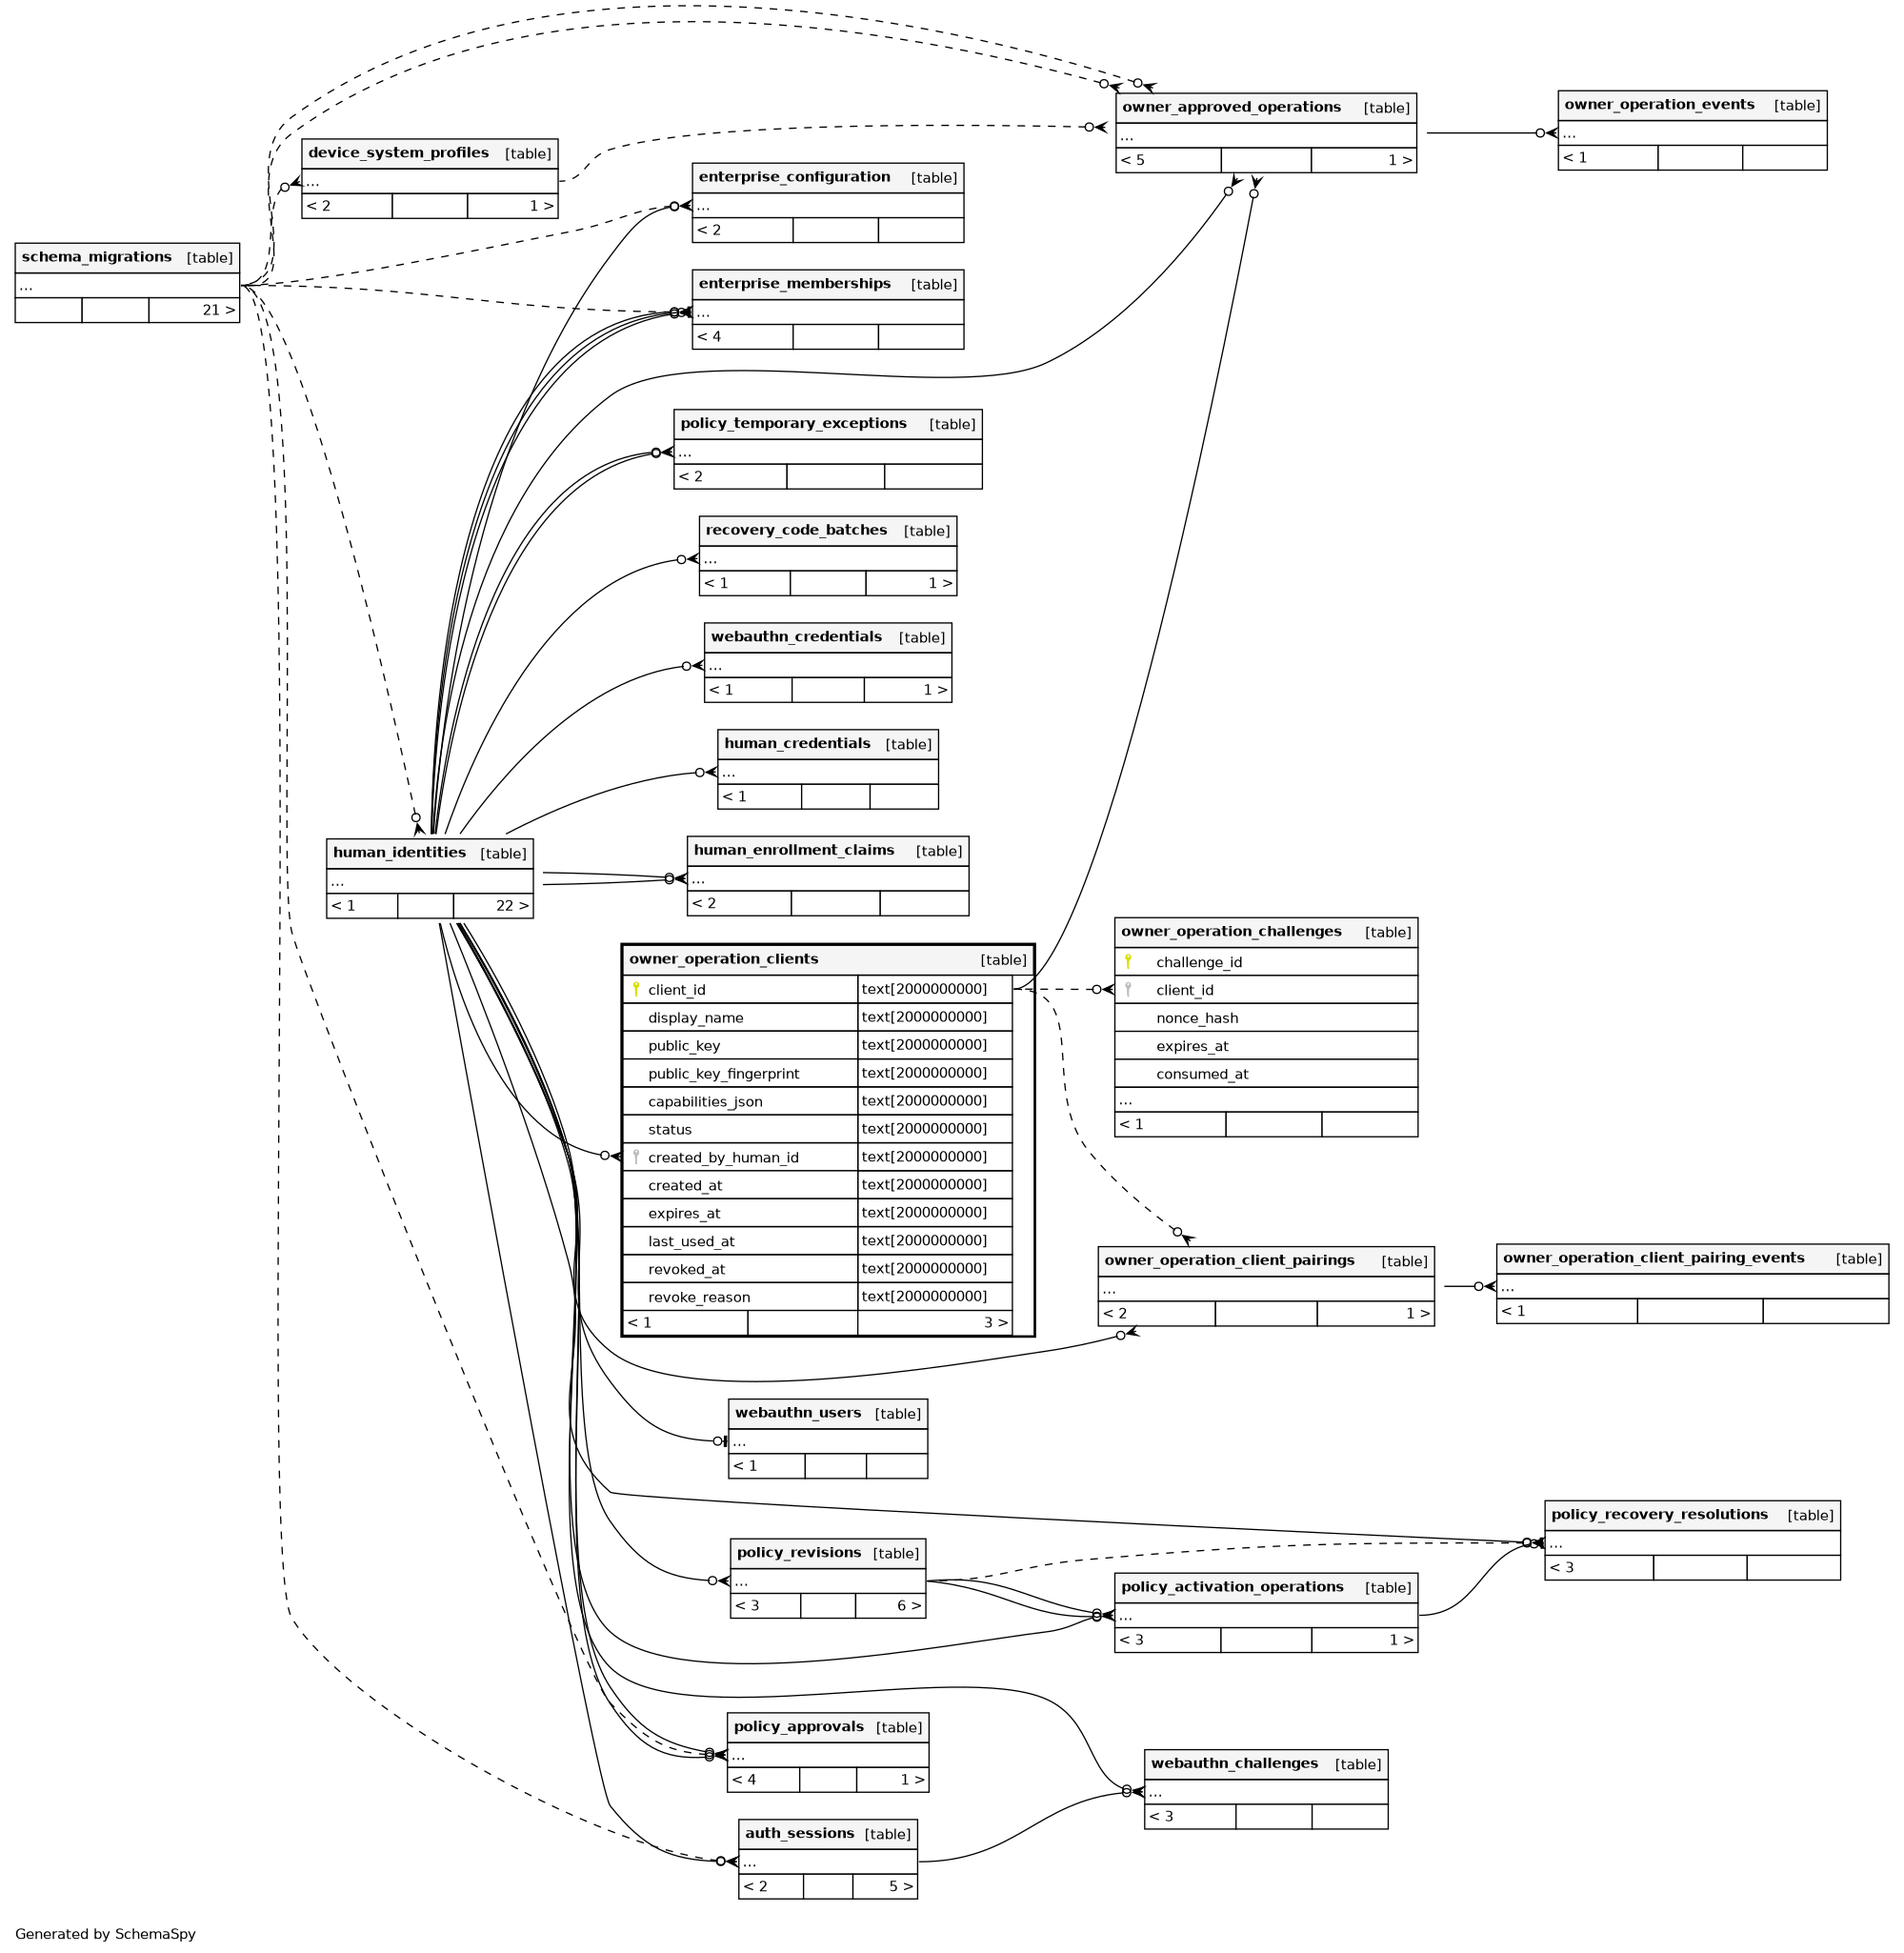 owner_approved_operations [table]
...
< 5 1 >
owner_operation_events [table]
...
< 1
device_system_profiles [table]
...
< 2 1 >
enterprise_configuration [table]
...
< 2
schema_migrations [table]
...
21 >
enterprise_memberships [table]
...
< 4
policy_temporary_exceptions [table]
...
< 2
recovery_code_batches [table]
...
< 1 1 >
webauthn_credentials [table]
...
< 1 1 >
human_credentials [table]
...
< 1
human_identities [table]
...
< 1 22 >
human_enrollment_claims [table]
...
< 2
owner_operation_clients [table]
client_id text[2000000000]
display_name text[2000000000]
public_key text[2000000000]
public_key_fingerprint text[2000000000]
capabilities_json text[2000000000]
status text[2000000000]
created_by_human_id text[2000000000]
created_at text[2000000000]
expires_at text[2000000000]
last_used_at text[2000000000]
revoked_at text[2000000000]
revoke_reason text[2000000000]
< 1 3 >
owner_operation_challenges [table]
challenge_id
client_id
nonce_hash
expires_at
consumed_at
...
< 1
owner_operation_client_pairings [table]
...
< 2 1 >
owner_operation_client_pairing_events [table]
...
< 1
webauthn_users [table]
...
< 1
policy_recovery_resolutions [table]
...
< 3
policy_revisions [table]
...
< 3 6 >
policy_activation_operations [table]
...
< 3 1 >
policy_approvals [table]
...
< 4 1 >
webauthn_challenges [table]
...
< 3
auth_sessions [table]
...
< 2 5 >
Generated by SchemaSpy